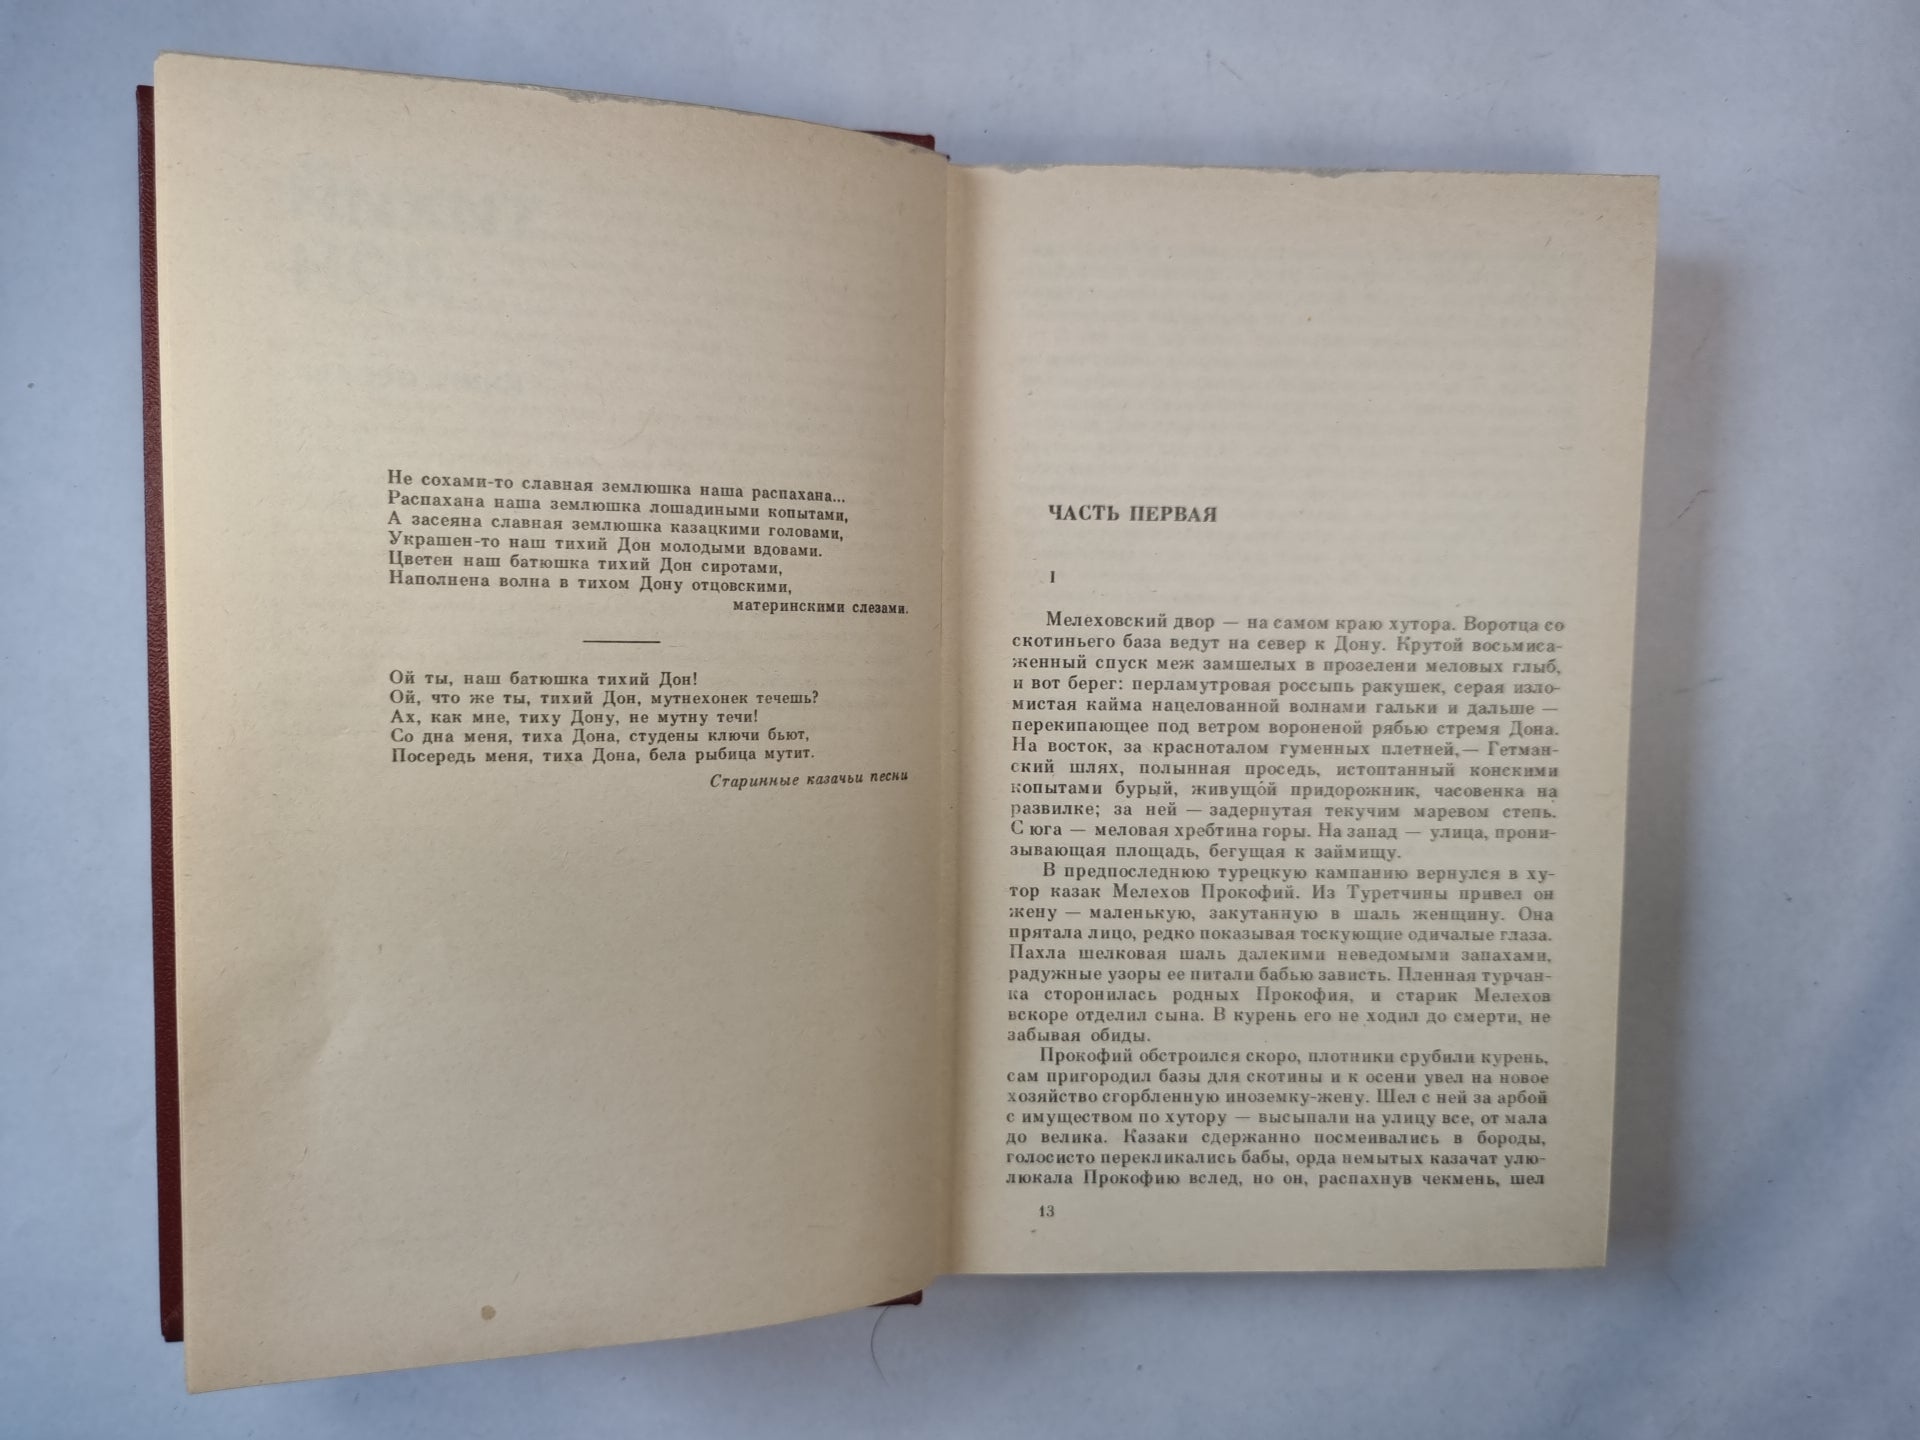 Не сохами-то славная землюшка наша распахана...
Распахана наша землюшка лошадиными копытами,
А засеяна славная землюшка казацкими головами,
Украшен-то наш тихий Дон молодыми вдовами.
Цветен наш батюшка тихий Дон сиротами,
Наполнена волна в тихом Дону отцовскими,
материнскими слезами.
Ой ты, наш батюшка тихий Дон!
Ой, что же ты, тихий Дон, мутнехонек течешь?
Ах, как мне, тиху Дону, не мутну течи!
Со дна меня, тиха Дона, студены ключи бьют,
Посередь меня, тиха Дона, бела рыбица мутит.
Старинные казачьи песни
ЧАСТЬ ПЕРВАЯ
I
Мелеховский двор — на самом краю хутора. Воротца со
скотиньего база ведут на север к Дону. Крутой восьмиса-
женный спуск меж замшелых в прозелени меловых глыб,
и вот берег: перламутровая россыпь ракушек, серая изло-
мистая кайма нацелованной волнами гальки и дальше —
перекипающее под ветром вороненой рябью стремя Дона.
На восток, за красноталом гуменных плетней,— Гетман-
ский шлях, полынная проседь, истоптанный конскими
копытами бурый, живущо́й придорожник, часовенка на
развилке; за ней — задернутая текучим маревом степь.
С юга — меловая хребтина горы. На запад — улица, прони-
зывающая площадь, бегущая к займищу.
В предпоследнюю турецкую кампанию вернулся в ху-
тор казак Мелехов Прокофий. Из Туретчины привел он
жену — маленькую, закутанную в шаль женщину. Она
прятала лицо, редко показывая тоскующие одичалые глаза.
Пахла шелковая шаль далекими неведомыми запахами,
радужные узоры ее питали бабью зависть. Пленная турчан-
ка сторонилась родных Прокофия, и старик Мелехов
вскоре отделил сына. В курень его не ходил до смерти, не
забывая обиды.
Прокофий обстроился скоро, плотники срубили курень,
сам пригородил базы для скотины и к осени увел на новое
хозяйство сгорбленную иноземку-жену. Шел с ней за арбой
с имуществом по хутору — высыпали на улицу все, от мала
до велика. Казаки сдержанно посмеивались в бороды,
голосисто перекликались бабы, орда немытых казачат улю-
люкала Прокофию вслед, но он, распахнув чекмень, шел
13